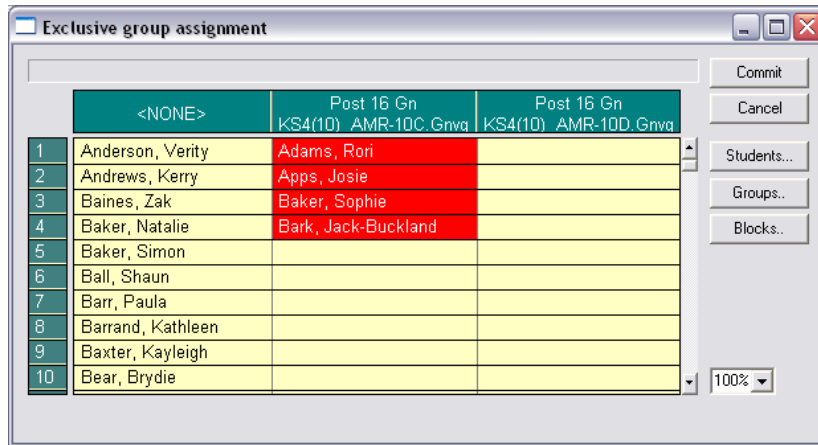 Exclusive group assignment
Commit
<NONE>
Post 16 Gn
KS4(10)_AMR-10C.Gnvq
Post 16 Gn
KS4(10)_AMR-10D.Gnvq
Cancel
1 Anderson, Verity Adams, Rori
Students...
2 Andrews, Kerry Apps, Josie
3 Baines, Zak Baker, Sophie
Groups..
4 Baker, Natalie Bark, Jack-Buckland
Blocks..
5 Baker, Simon
6 Ball, Shaun
7 Barr, Paula
8 Barrand, Kathleen
9 Baxter, Kayleigh
10 Bear, Brydie
100%